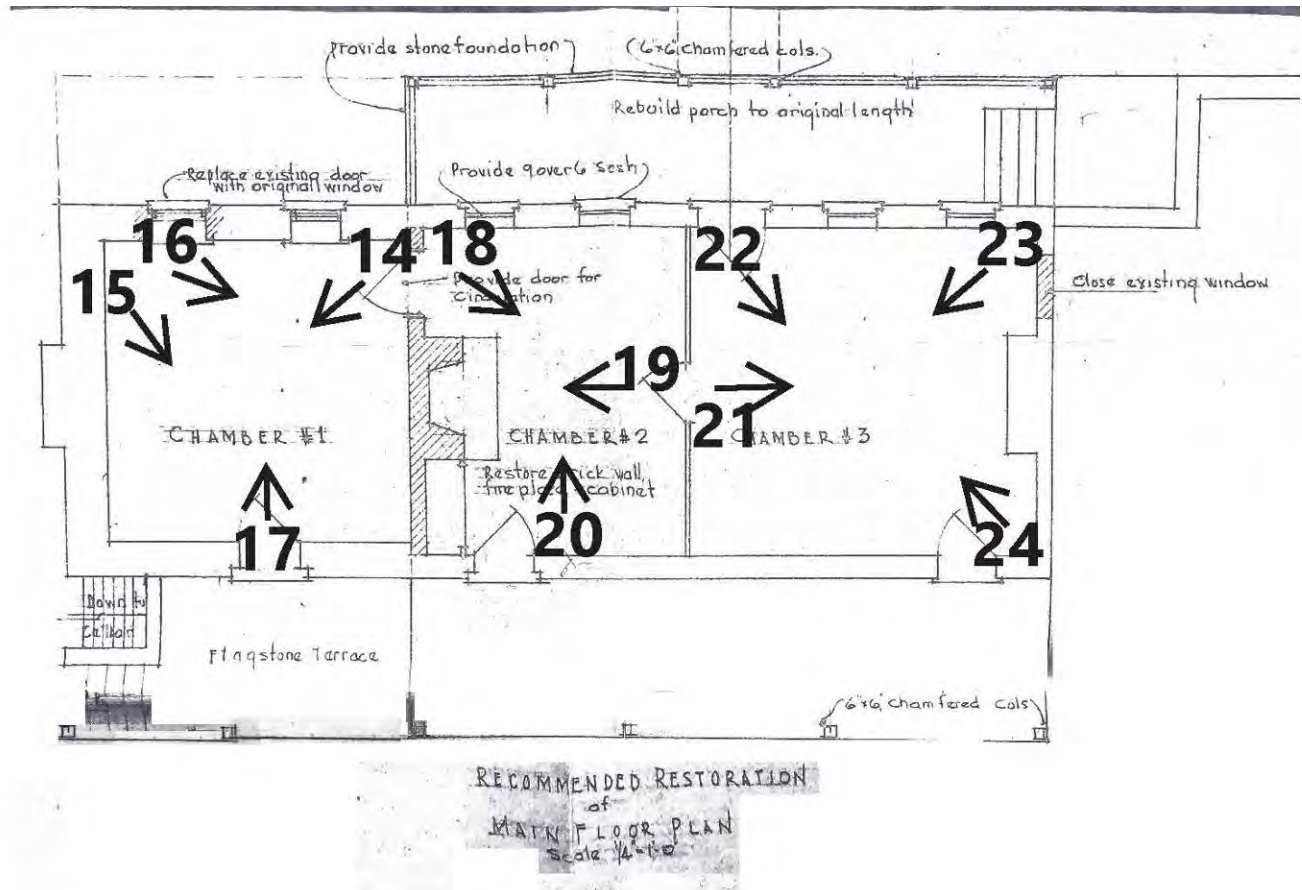 Provide stone foundation
6"x6" chamfered cols.
Rebuild porch to original length
Replace existing door
with original window
Provide 9 over 6 sash
16
14
18
22
23
15
Provide door for
circulation
Close existing window
19
21
CHAMBER #1
CHAMBER #2
CHAMBER #3
Restore brick wall,
fireplace & cabinet
17
20
24
Down to
Flagstone Terrace
6"x6" chamfered cols
RECOMMENDED RESTORATION
of
MAIN FLOOR PLAN
Scale 1/4"=1'-0"